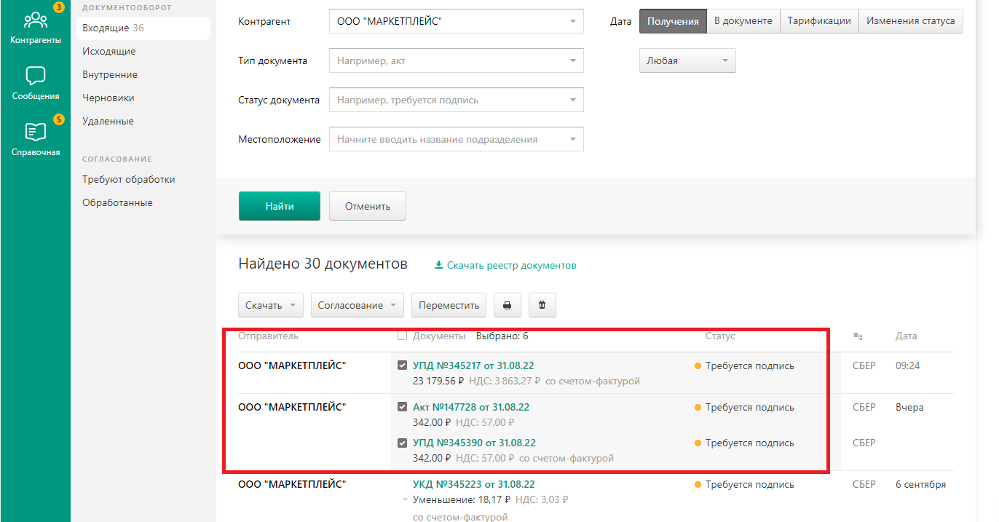 3
Контрагенты
Сообщения
5
Справочная
ДОКУМЕНТООБОРОТ
Входящие 36
Исходящие
Внутренние
Черновики
Удаленные
СОГЛАСОВАНИЕ
Требуют обработки
Обработанные
Контрагент ООО "МАРКЕТПЛЕЙС" Дата Получения В документе Тарификации Изменения статуса
Тип документа Например, акт Любая
Статус документа Например, требуется подпись
Местоположение Начните вводить название подразделения
Найти Отменить
Найдено 30 документов Скачать реестр документов
Скачать Согласование Переместить
Отправитель Документы Выбрано: 6 Статус Дата
ООО "МАРКЕТПЛЕЙС" УПД №345217 от 31.08.22 Требуется подпись СБЕР 09:24
23 179,56 ₽ НДС: 3 863,27 ₽ со счетом-фактурой
ООО "МАРКЕТПЛЕЙС" Акт №147728 от 31.08.22 Требуется подпись СБЕР Вчера
342,00 ₽ НДС: 57,00 ₽
УПД №345390 от 31.08.22 Требуется подпись СБЕР
342,00 ₽ НДС: 57,00 ₽ со счетом-фактурой
ООО "МАРКЕТПЛЕЙС" УКД №345223 от 31.08.22 Требуется подпись СБЕР 6 сентября
Уменьшение: 18,17 ₽ НДС: 3,03 ₽
со счетом-фактурой